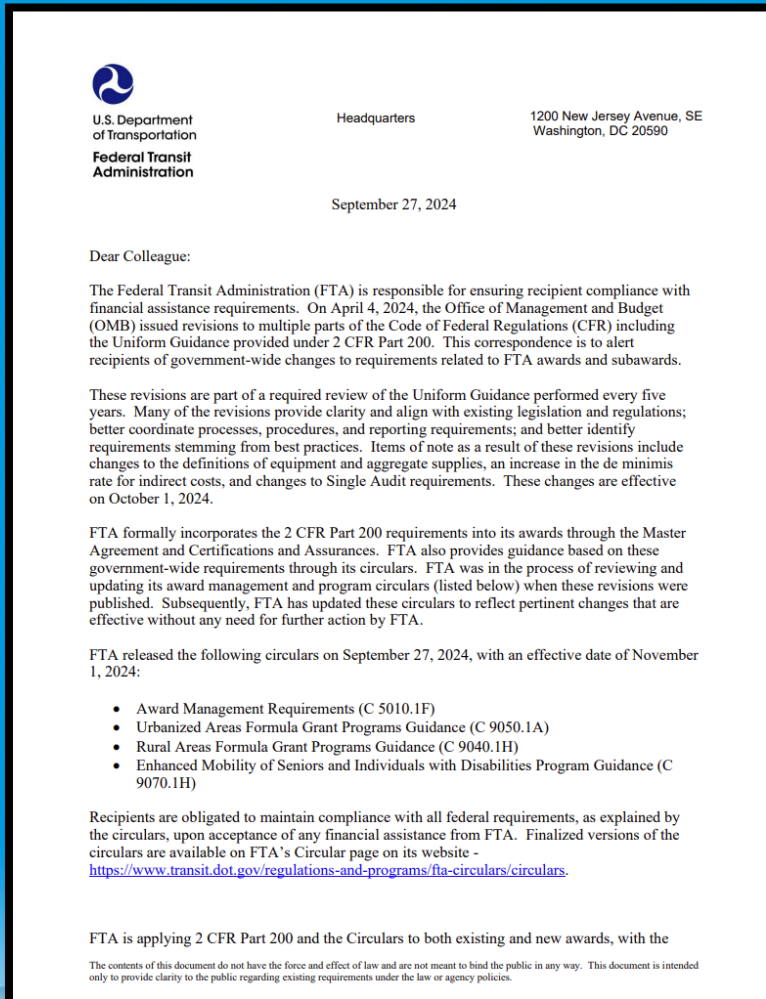 U.S. Department
of Transportation
Federal Transit
Administration
Headquarters
1200 New Jersey Avenue, SE
Washington, DC 20590
September 27, 2024
Dear Colleague:
The Federal Transit Administration (FTA) is responsible for ensuring recipient compliance with
financial assistance requirements.  On April 4, 2024, the Office of Management and Budget
(OMB) issued revisions to multiple parts of the Code of Federal Regulations (CFR) including
the Uniform Guidance provided under 2 CFR Part 200.  This correspondence is to alert
recipients of government-wide changes to requirements related to FTA awards and subawards.
These revisions are part of a required review of the Uniform Guidance performed every five
years.  Many of the revisions provide clarity and align with existing legislation and regulations;
better coordinate processes, procedures, and reporting requirements; and better identify
requirements stemming from best practices.  Items of note as a result of these revisions include
changes to the definitions of equipment and aggregate supplies, an increase in the de minimis
rate for indirect costs, and changes to Single Audit requirements.  These changes are effective
on October 1, 2024.
FTA formally incorporates the 2 CFR Part 200 requirements into its awards through the Master
Agreement and Certifications and Assurances.  FTA also provides guidance based on these
government-wide requirements through its circulars.  FTA was in the process of reviewing and
updating its award management and program circulars (listed below) when these revisions were
published.  Subsequently, FTA has updated these circulars to reflect pertinent changes that are
effective without any need for further action by FTA.
FTA released the following circulars on September 27, 2024, with an effective date of November
1, 2024:
• Award Management Requirements (C 5010.1F)
• Urbanized Areas Formula Grant Programs Guidance (C 9050.1A)
• Rural Areas Formula Grant Programs Guidance (C 9040.1H)
• Enhanced Mobility of Seniors and Individuals with Disabilities Program Guidance (C
9070.1H)
Recipients are obligated to maintain compliance with all federal requirements, as explained by
the circulars, upon acceptance of any financial assistance from FTA.  Finalized versions of the
circulars are available on FTA's Circular page on its website -
https://www.transit.dot.gov/regulations-and-programs/fta-circulars/circulars.
FTA is applying 2 CFR Part 200 and the Circulars to both existing and new awards, with the
The contents of this document do not have the force and effect of law and are not meant to bind the public in any way.  This document is intended
only to provide clarity to the public regarding existing requirements under the law or agency policies.